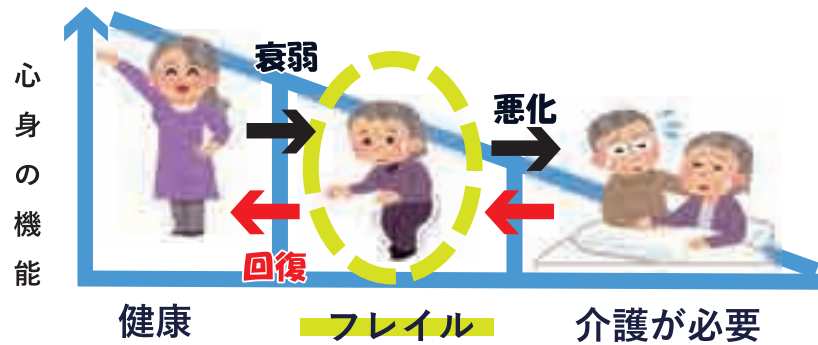 心身の機能
衰弱
悪化
回復
健康
フレイル
介護が必要